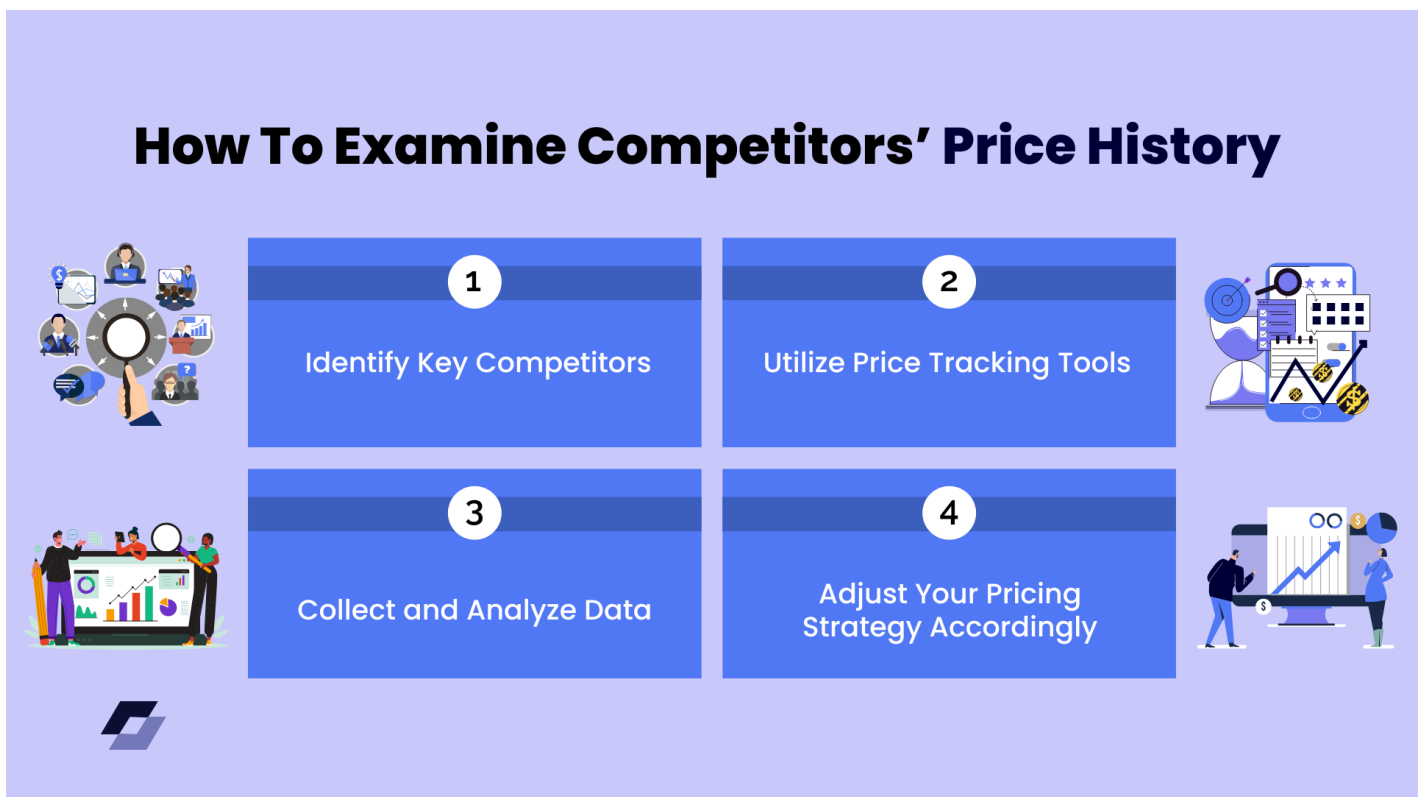 How To Examine Competitors’ Price History
1
Identify Key Competitors
2
Utilize Price Tracking Tools
3
Collect and Analyze Data
4
Adjust Your Pricing
Strategy Accordingly
$
?
$
$